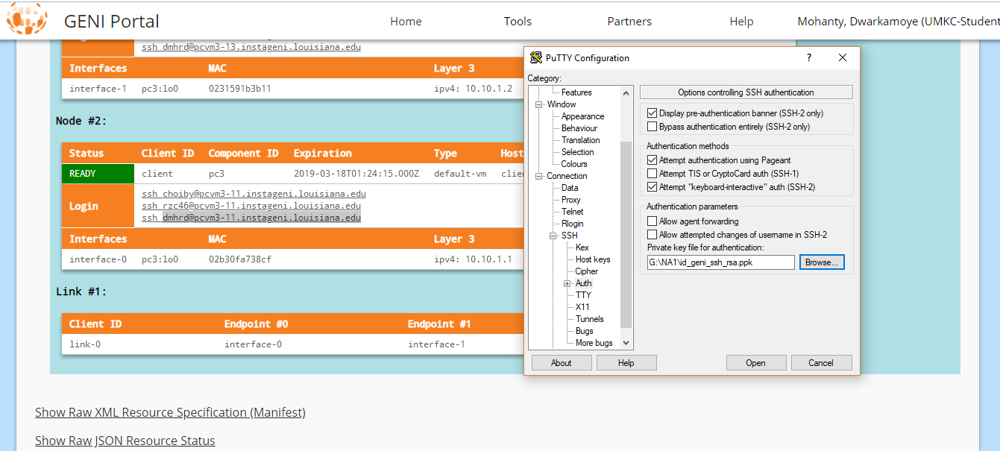 GENI Portal
Home
Tools
Partners
Help
Mohanty, Dwarkamoye (UMKC-Student
ssh dmhrd@pcvm3-13.instageni.louisiana.edu
Interfaces MAC Layer 3
interface-1 pc3:lo0 0231591b3b11 ipv4: 10.10.1.2
Node #2:
Status Client ID Component ID Expiration Type Host
READY client pc3 2019-03-18T01:24:15.000Z default-vm clie
Login
ssh choiby@pcvm3-11.instageni.louisiana.edu
ssh rzc46@pcvm3-11.instageni.louisiana.edu
ssh dmhrd@pcvm3-11.instageni.louisiana.edu
Interfaces MAC Layer 3
interface-0 pc3:lo0 02b30fa738cf ipv4: 10.10.1.1
Link #1:
Client ID Endpoint #0 Endpoint #1
link-0 interface-0 interface-1
Show Raw XML Resource Specification (Manifest)
Show Raw JSON Resource Status
PuTTY Configuration ?
Category:
Features
Window
Appearance
Behaviour
Translation
Selection
Colours
Connection
Data
Proxy
Telnet
Rlogin
SSH
Kex
Host keys
Cipher
Auth
TTY
X11
Tunnels
Bugs
More bugs
Options controlling SSH authentication
Display pre-authentication banner (SSH-2 only)
Bypass authentication entirely (SSH-2 only)
Authentication methods
Attempt authentication using Pageant
Attempt TIS or CryptoCard auth (SSH-1)
Attempt "keyboard-interactive" auth (SSH-2)
Authentication parameters
Allow agent forwarding
Allow attempted changes of username in SSH-2
Private key file for authentication:
G:\NA1\id_geni_ssh_rsa.ppk
Browse...
About
Help
Open
Cancel